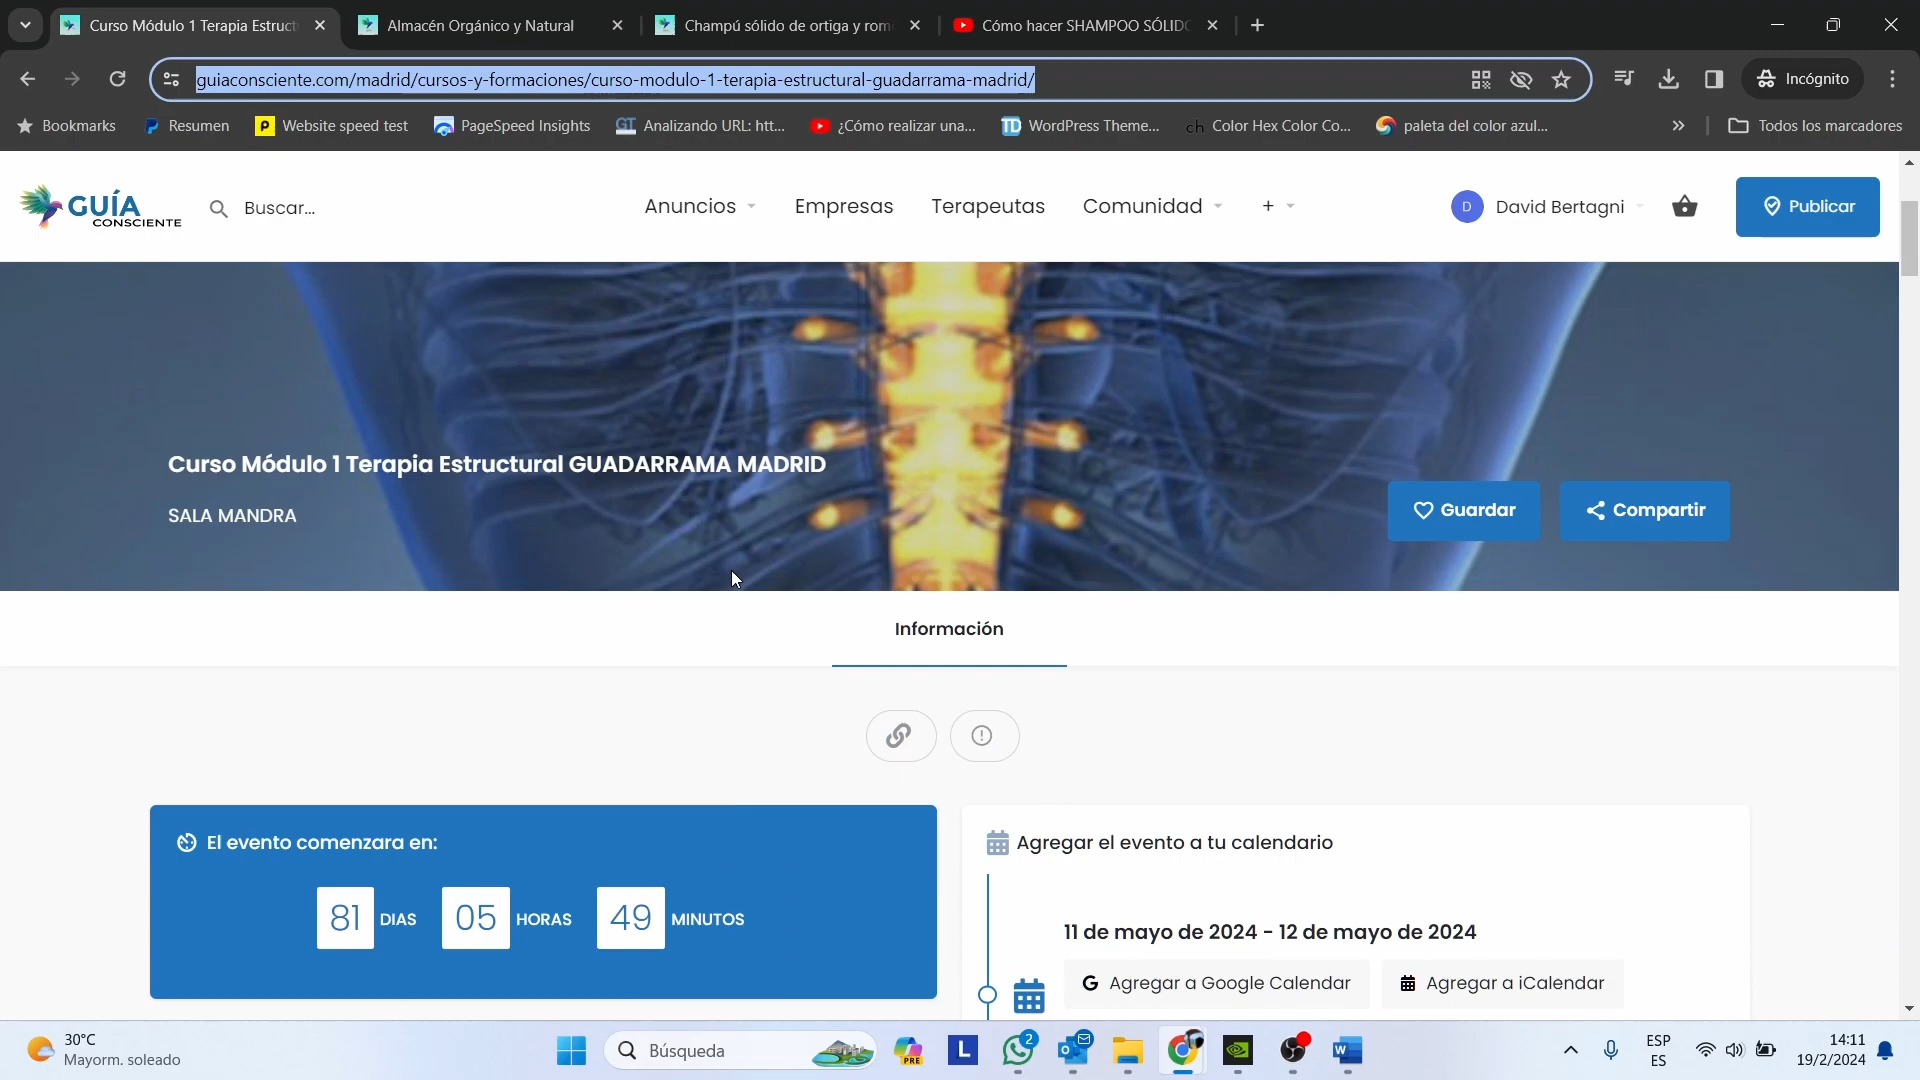 Curso Módulo 1 Terapia Estruct
Almacén Orgánico y Natural
Champú sólido de ortiga y rom
Cómo hacer SHAMPOO SÓLID
guiaconsciente.com/madrid/cursos-y-formaciones/curso-modulo-1-terapia-estructural-guadarrama-madrid/
Incógnito
Bookmarks
Resumen
Website speed test
PageSpeed Insights
GT
Analizando URL: htt...
¿Cómo realizar una...
TD
WordPress Theme...
ch
Color Hex Color Co...
paleta del color azul...
»
Todos los marcadores
GUÍA
CONSCIENTE
Buscar...
Anuncios
Empresas
Terapeutas
Comunidad
+
D
David Bertagni
Publicar
Curso Módulo 1 Terapia Estructural GUADARRAMA MADRID
SALA MANDRA
Guardar
Compartir
Información
El evento comenzara en:
81 DIAS 05 HORAS 49 MINUTOS
Agregar el evento a tu calendario
11 de mayo de 2024 - 12 de mayo de 2024
G Agregar a Google Calendar
Agregar a iCalendar
30°C
Mayorm. soleado
Búsqueda
PRE
L
2
W
ESP
ES
14:11
19/2/2024